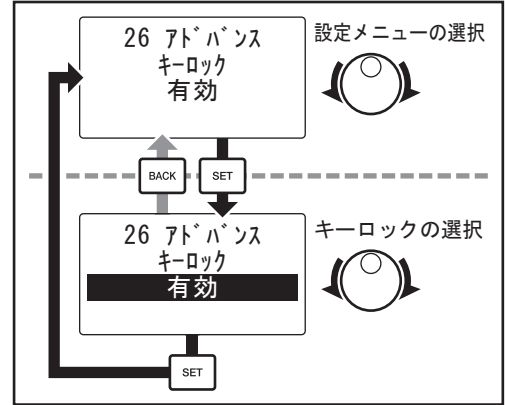 26 アドバンス
キーロック
有効
設定メニューの選択
BACK
SET
26 アドバンス
キーロック
有効
キーロックの選択
SET